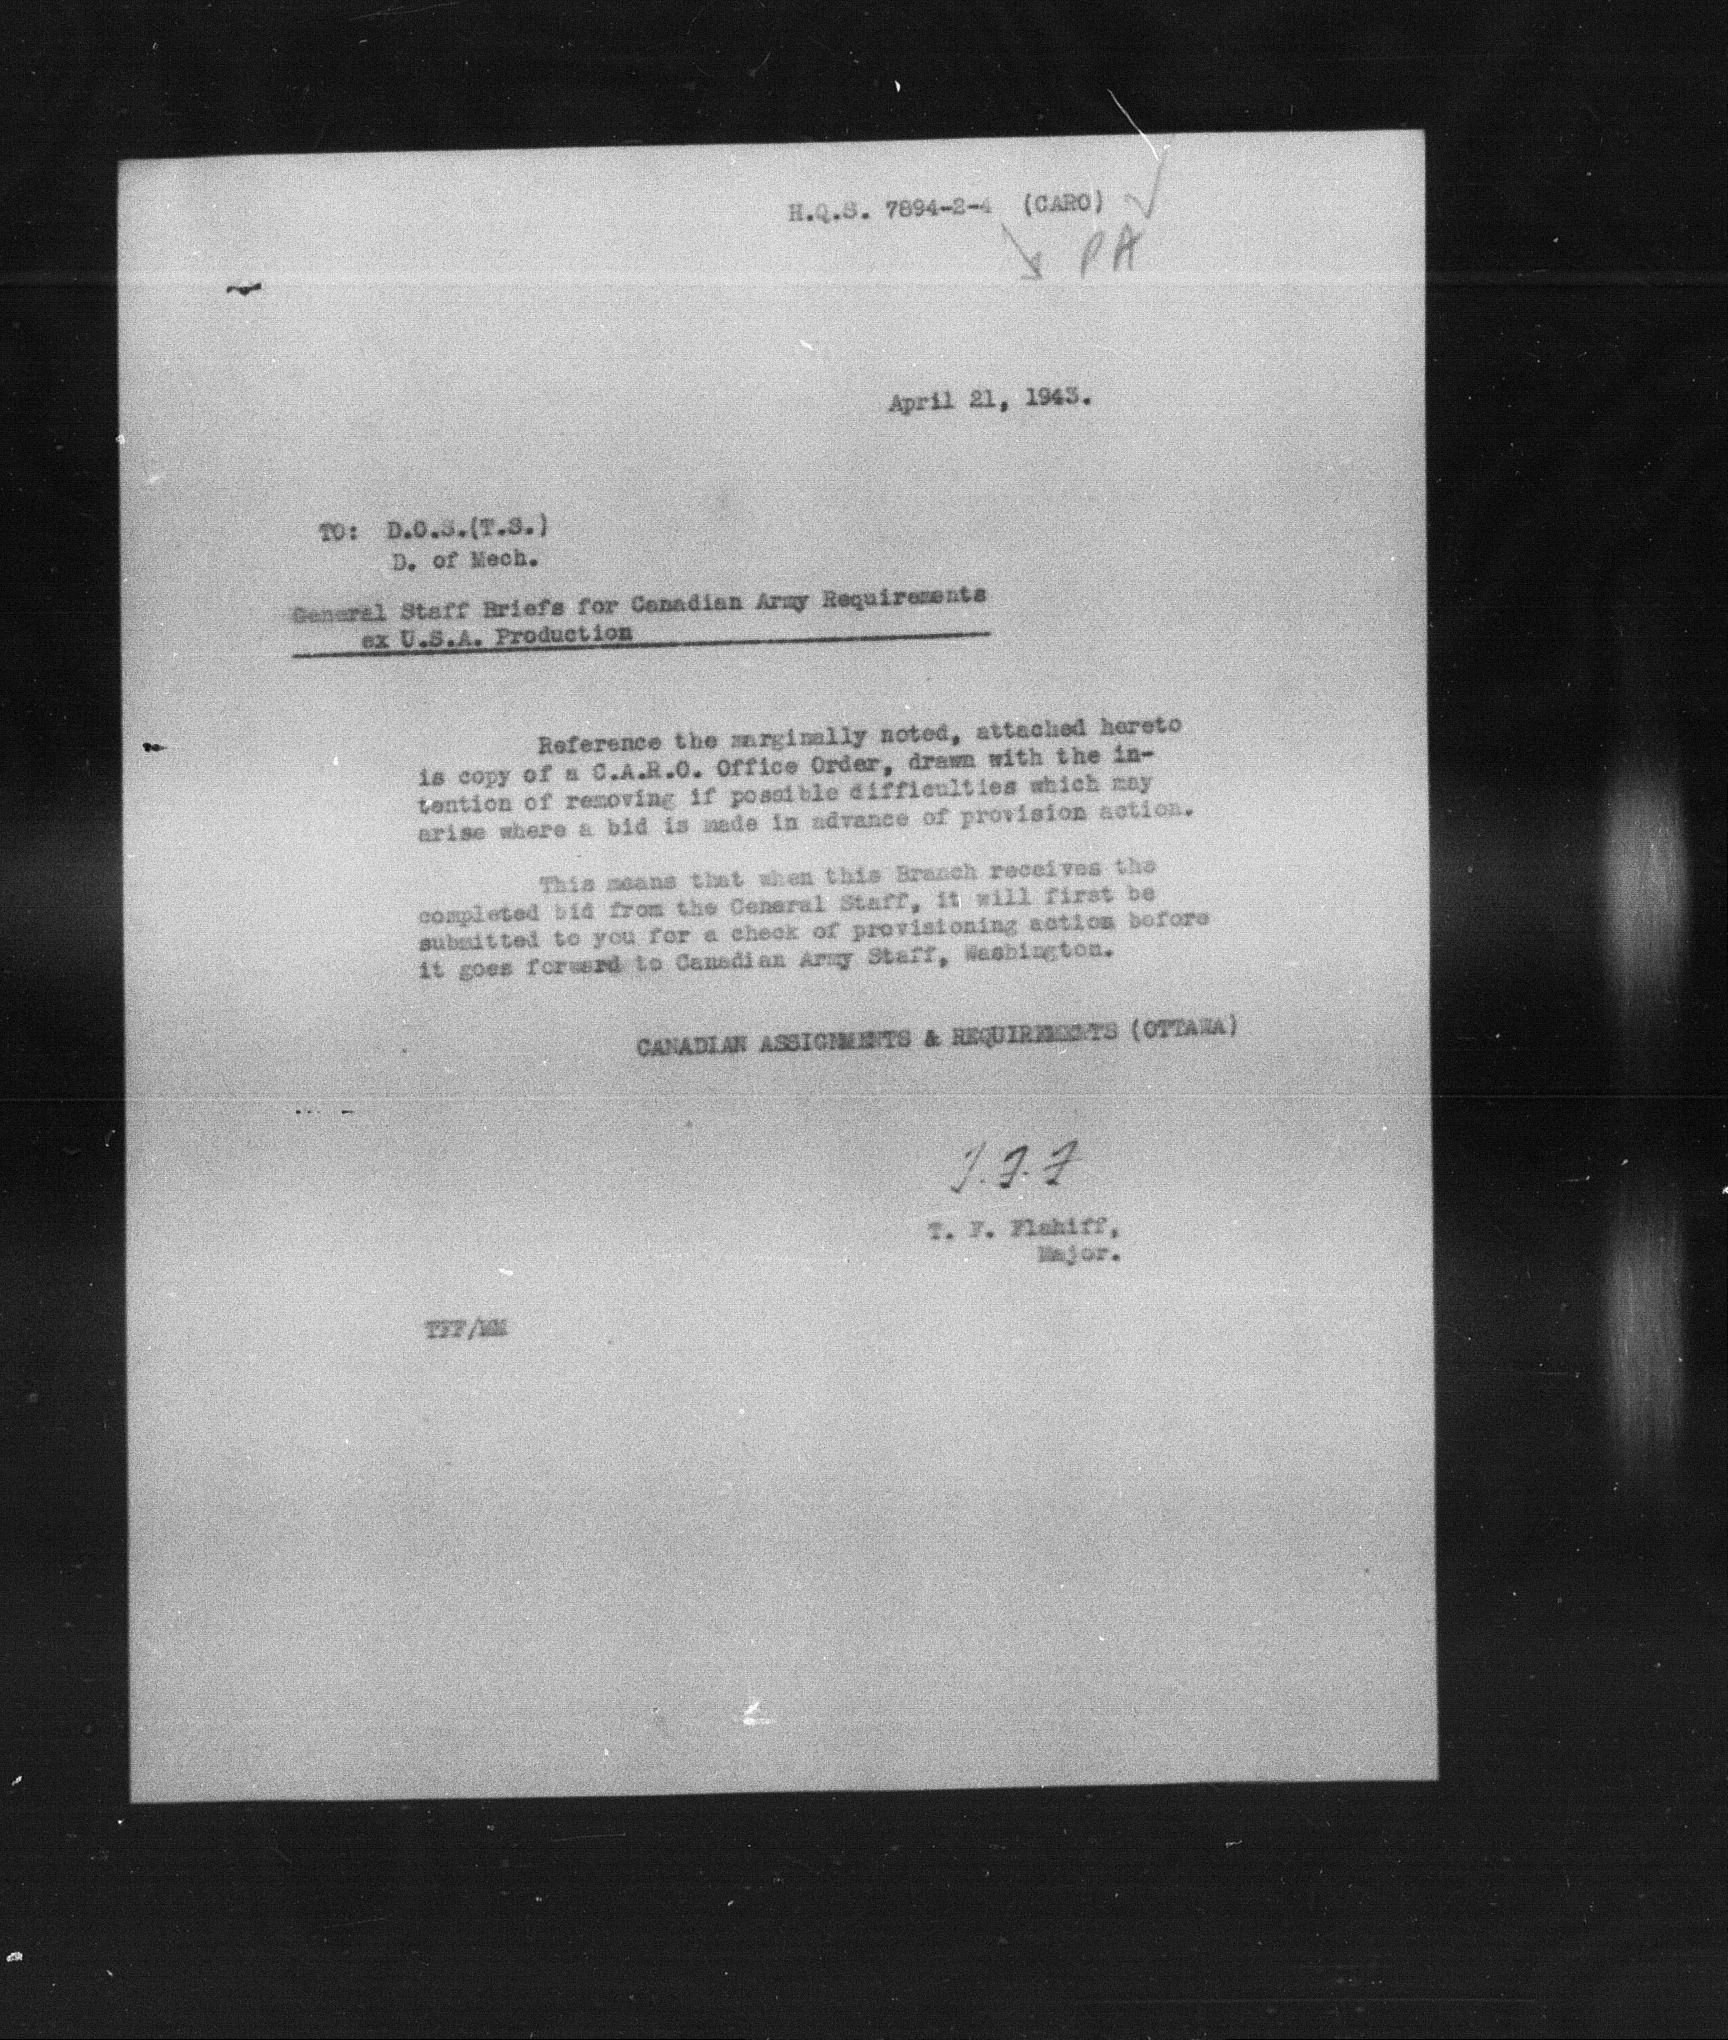 H.Q.S. 7894-2-4 (CARO)
PA
April 21, 1943.
TO: D.O.S.(T.S.)
D. of Mech.
General Staff Briefs for Canadian Army Requirements
ex U.S.A. Production
Reference the marginally noted, attached hereto
is copy of a C.A.R.O. Office Order, drawn with the in-
tention of removing if possible difficulties which may
arise where a bid is made in advance of provision action.
This means that when this Branch receives the
completed bid from the General Staff, it will first be
submitted to you for a check of provisioning action before
it goes forward to Canadian Army Staff, Washington.
CANADIAN ASSIGNMENTS & REQUIREMENTS (OTTAWA)
T.F.F
T. F. Flahiff,
Major.
TFF/MM